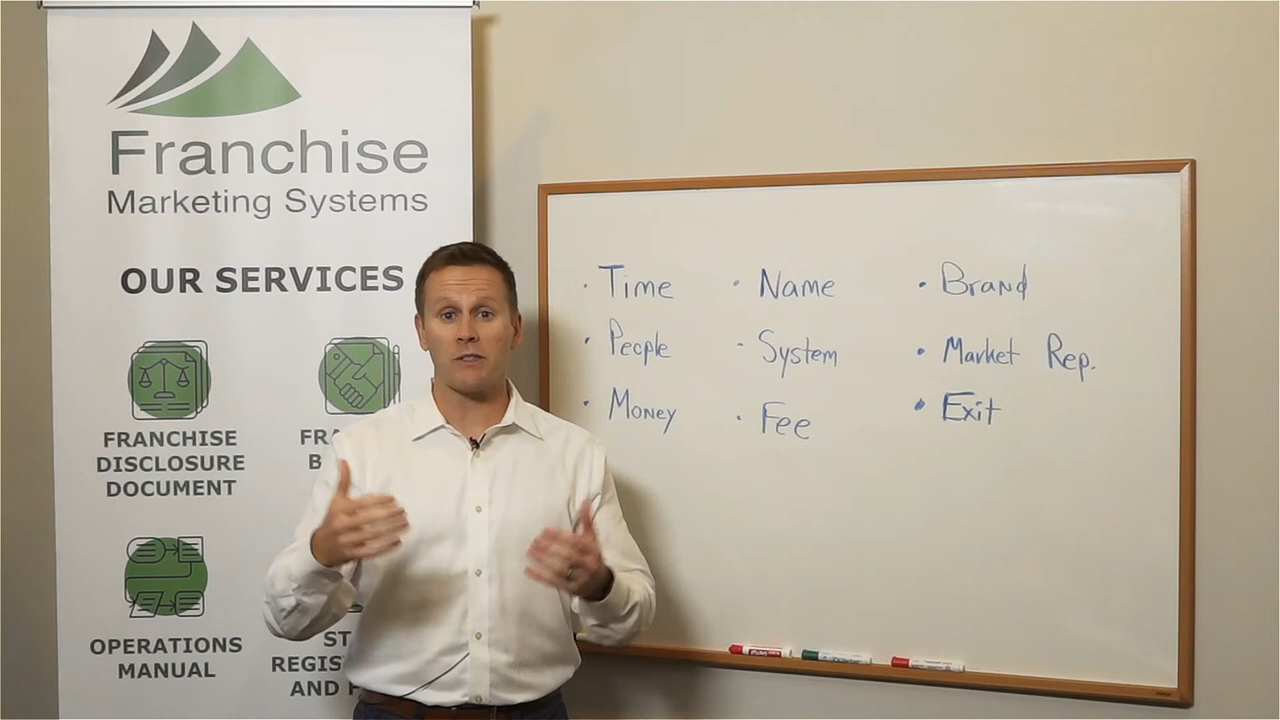 Franchise
Marketing Systems
OUR SERVICES
FRANCHISE
DISCLOSURE
DOCUMENT
OPERATIONS
MANUAL
AND
• Time
• People
• Money
• Name
• System
• Fee
• Brand
• Market Rep.
• Exit